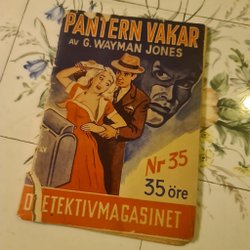 PANTERN VAKAR
AV G. WAYMAN JONES
Nr 35
35 öre
DETEKTIVMAGASINET